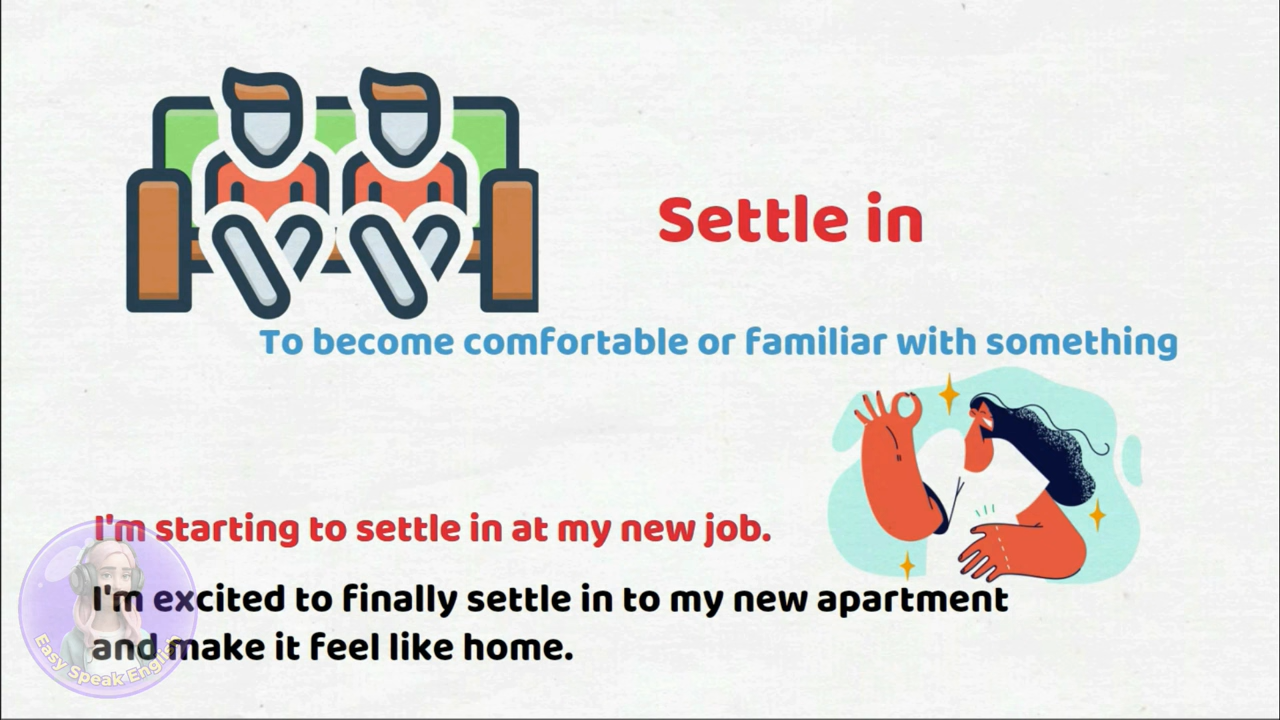 Settle in
To become comfortable or familiar with something
I'm starting to settle in at my new job.
I'm excited to finally settle in to my new apartment
and make it feel like home.
Easy Speak English